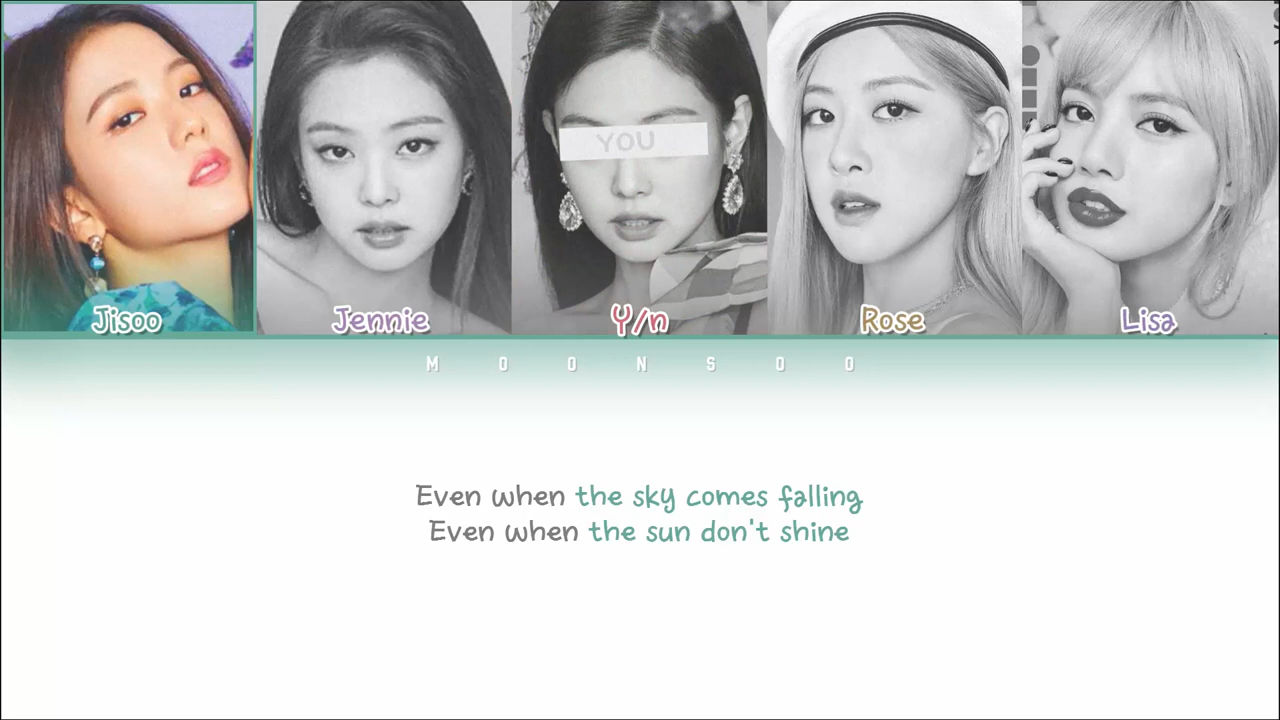 YOU
Jisoo Jennie Y/n Rose Lisa
M O O N S O O
Even when the sky comes falling
Even when the sun don't shine